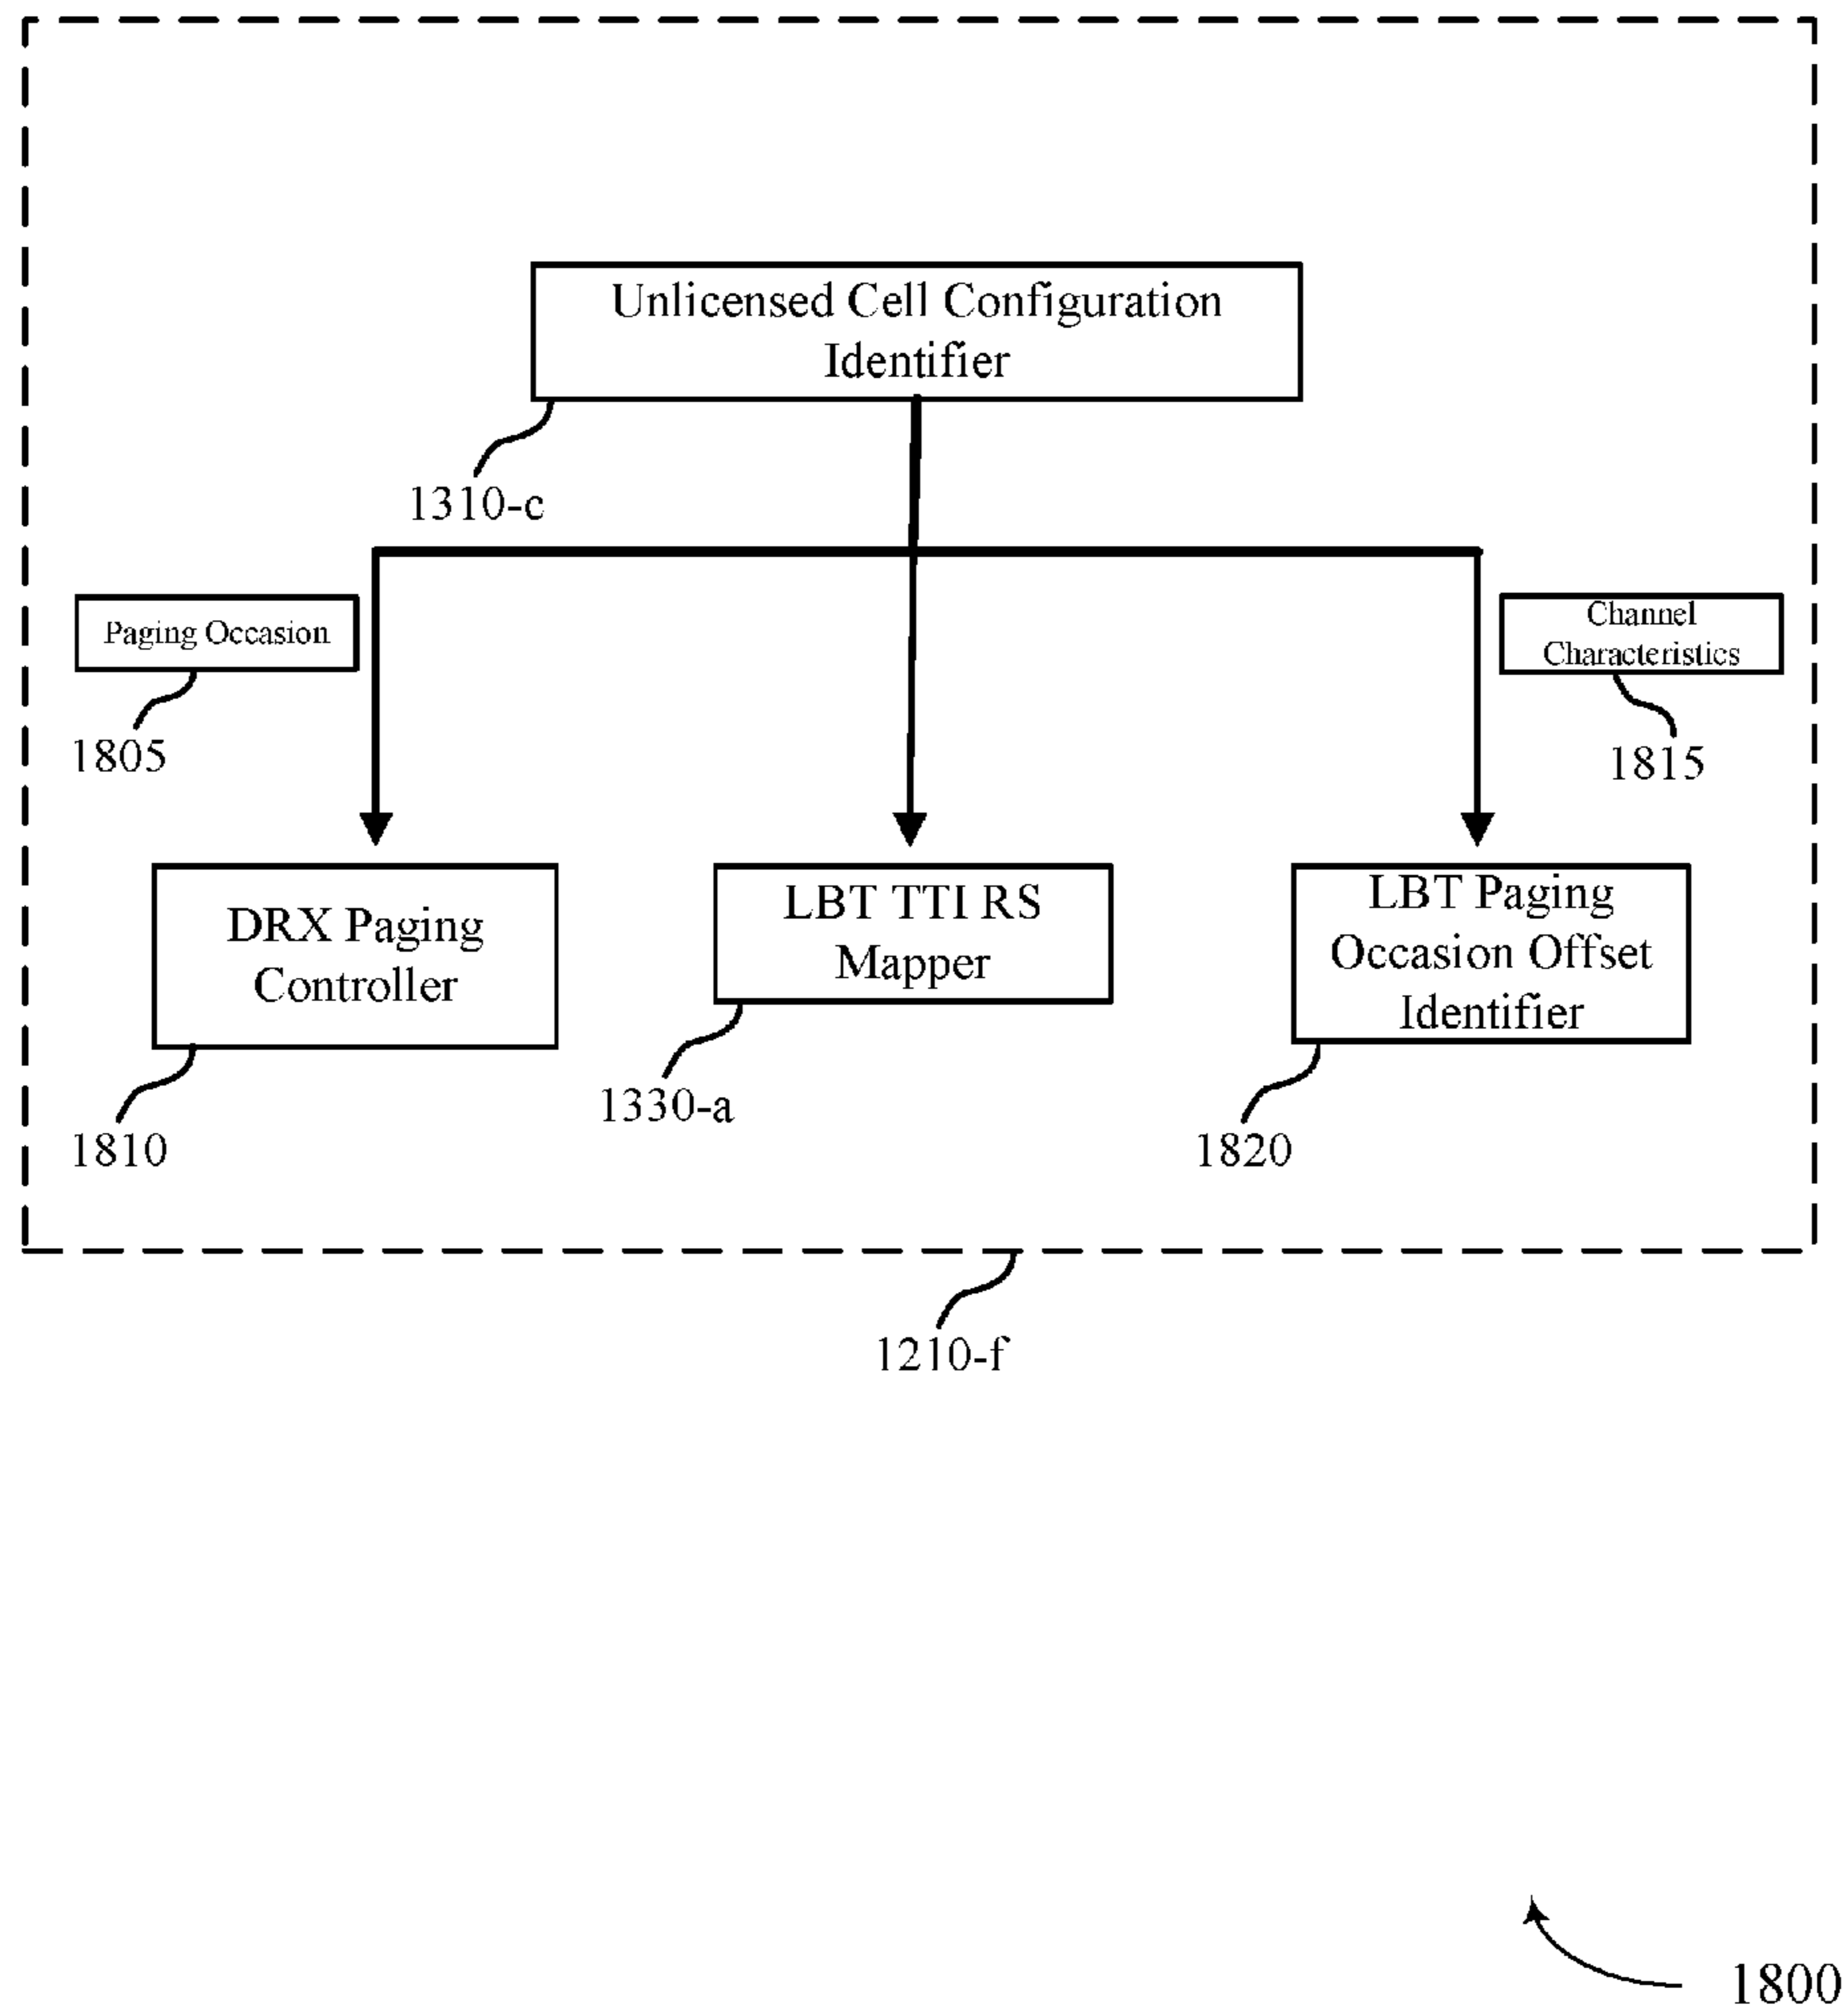 Unlicensed Cell Configuration
Identifier
1310-c
Paging Occasion
1805
Channel
Characteristics
1815
DRX Paging
Controller
1810
LBT TTI RS
Mapper
1330-a
LBT Paging
Occasion Offset
Identifier
1820
1210-f
1800